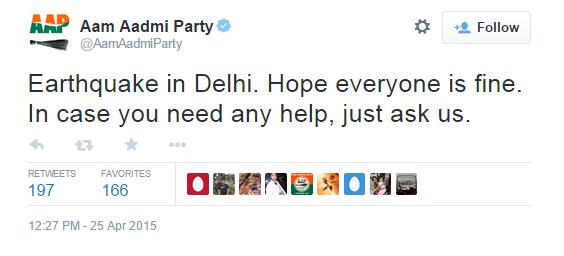 AAP
Aam Aadmi Party
@AamAadmiParty
Follow
Earthquake in Delhi. Hope everyone is fine.
In case you need any help, just ask us.
RETWEETS FAVORITES
197 166
12:27 PM - 25 Apr 2015